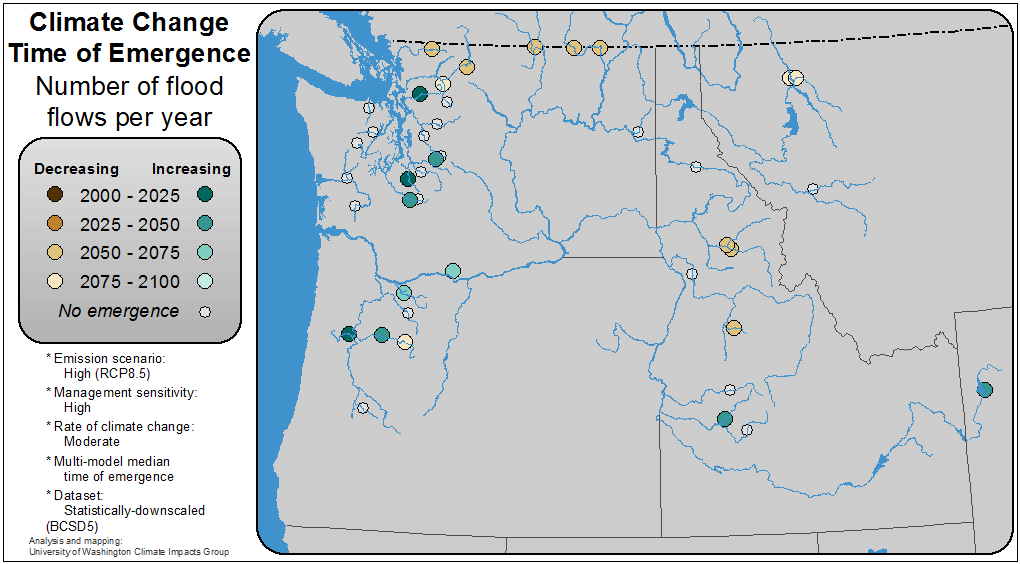 Climate Change
Time of Emergence
Number of flood
flows per year
Decreasing Increasing
2000 - 2025
2025 - 2050
2050 - 2075
2075 - 2100
No emergence
* Emission scenario:
High (RCP8.5)
* Management sensitivity:
High
* Rate of climate change:
Moderate
* Multi-model median
time of emergence
* Dataset:
Statistically-downscaled
(BCSD5)
Analysis and mapping:
University of Washington Climate Impacts Group